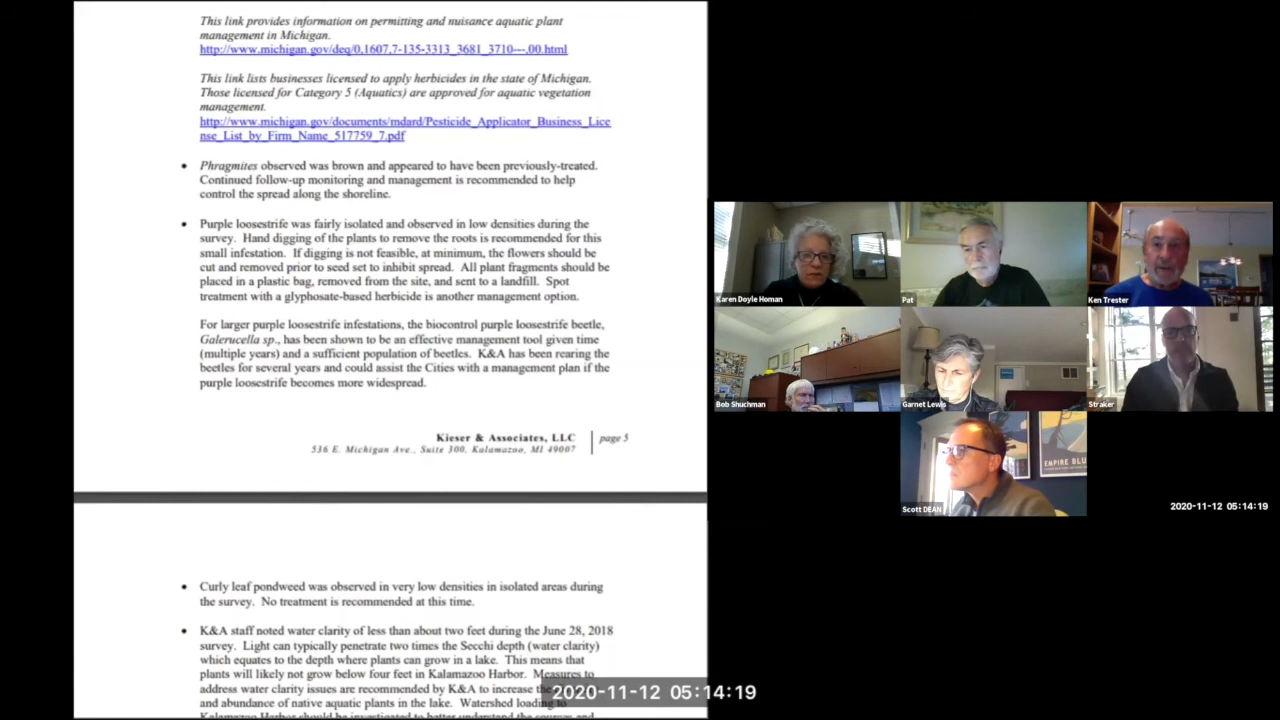 This link provides information on permitting and nuisance aquatic plant
management in Michigan.
http://www.michigan.gov/deq/0,1607,7-135-3313_3681_3710---,00.html
This link lists businesses licensed to apply herbicides in the state of Michigan.
Those licensed for Category 5 (Aquatics) are approved for aquatic vegetation
management.
http://www.michigan.gov/documents/mdard/Pesticide_Applicator_Business_Lice
nse_List_by_Firm_Name_517759_7.pdf
• Phragmites observed was brown and appeared to have been previously-treated.
Continued follow-up monitoring and management is recommended to help
control the spread along the shoreline.
• Purple loosestrife was fairly isolated and observed in low densities during the
survey. Hand digging of the plants to remove the roots is recommended for this
small infestation. If digging is not feasible, at minimum, the flowers should be
cut and removed prior to seed set to inhibit spread. All plant fragments should be
placed in a plastic bag, removed from the site, and sent to a landfill. Spot
treatment with a glyphosate-based herbicide is another management option.
For larger purple loosestrife infestations, the biocontrol purple loosestrife beetle,
Galerucella sp., has been shown to be an effective management tool given time
(multiple years) and a sufficient population of beetles. K&A has been rearing the
beetles for several years and could assist the Cities with a management plan if the
purple loosestrife becomes more widespread.
Kieser & Associates, LLC
536 E. Michigan Ave., Suite 300, Kalamazoo, MI 49007
page 5
• Curly leaf pondweed was observed in very low densities in isolated areas during
the survey. No treatment is recommended at this time.
• K&A staff noted water clarity of less than about two feet during the June 28, 2018
survey. Light can typically penetrate two times the Secchi depth (water clarity)
which equates to the depth where plants can grow in a lake. This means that
plants will likely not grow below four feet in Kalamazoo Harbor. Measures to
address water clarity issues are recommended by K&A to increase the
and abundance of native aquatic plants in the lake. Watershed loading to
Kalamazoo Harbor should be investigated to better understand the sources and
2020-11-12 05:14:19
Karen Doyle Homan
Pat
Ken Trester
Bob Shuchman
Garnet Lewis
Straker
EMPIRE BLU
Scott DEAN
2020-11-12 05:14:19